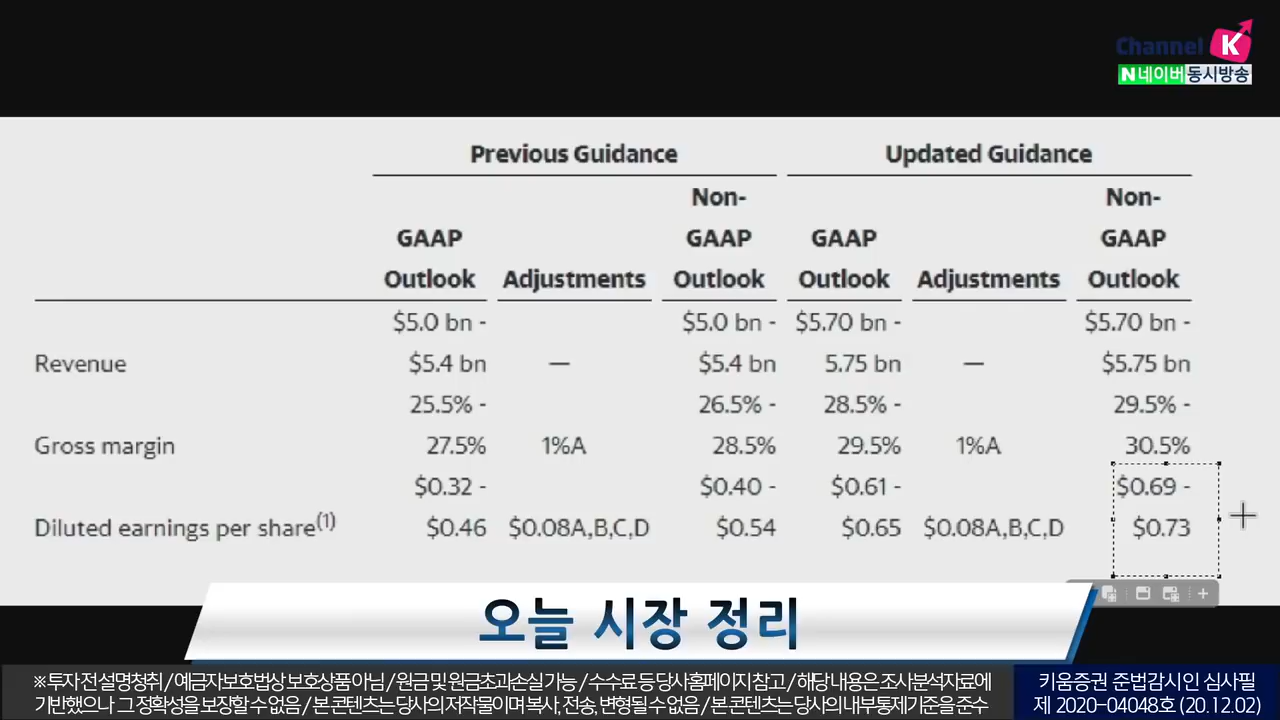 Channel K
N 네이버 동시방송
Previous Guidance Updated Guidance
Non- Non-
GAAP GAAP GAAP GAAP
Outlook Adjustments Outlook Outlook Adjustments Outlook
$5.0 bn - $5.0 bn - $5.70 bn - $5.70 bn -
Revenue $5.4 bn — $5.4 bn 5.75 bn — $5.75 bn
25.5% - 26.5% - 28.5% - 29.5% -
Gross margin 27.5% 1%A 28.5% 29.5% 1%A 30.5%
$0.32 - $0.40 - $0.61 - $0.69 -
Diluted earnings per share(1) $0.46 $0.08A,B,C,D $0.54 $0.65 $0.08A,B,C,D $0.73
오늘 시장 정리
※ 투자 전 설명청취 / 예금자보호법상 보호상품 아님 / 원금 및 원금초과손실 가능 / 수수료 등 당사홈페이지 참고 / 해당 내용은 조사분석자료에
기반했으나 그 정확성을 보장할 수 없음 / 본 콘텐츠는 당사의 저작물이며 복사, 전송, 변형될 수 없음 / 본 콘텐츠는 당사의 내부통제기준을 준수
키움증권 준법감시인 심사필
제 2020-04048호 (20.12.02)